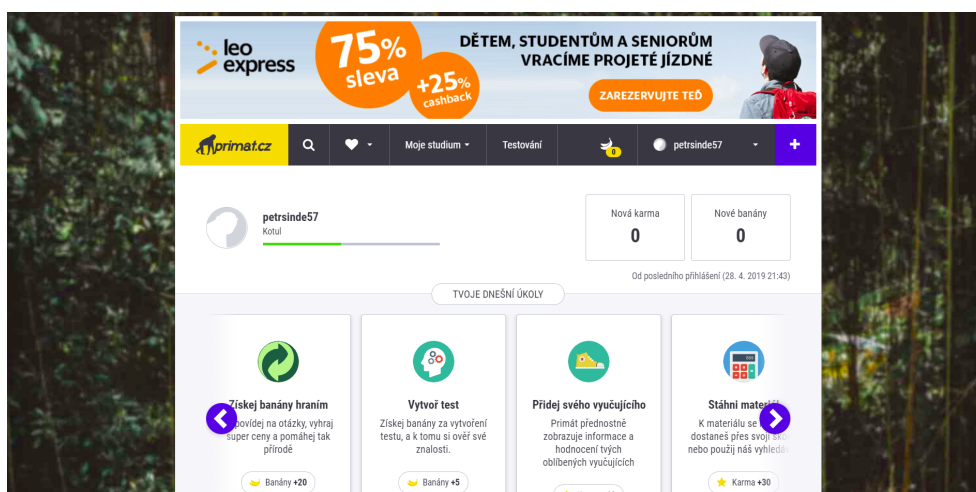 leo
express
75%
sleva
+25%
cashback
DĚTEM, STUDENTŮM A SENIORŮM
VRACÍME PROJETÉ JÍZDNÉ
ZAREZERVUJTE TEĎ
primat.cz
Moje studium
Testování
0
petrsinde57
+
petrsinde57
Kotul
Nová karma
0
Nové banány
0
Od posledního přihlášení (28. 4. 2019 21:43)
TVOJE DNEŠNÍ ÚKOLY
Získej banány hraním
povídej na otázky, vyhraj
super ceny a pomáhej tak
přírodě
Banány +20
Vytvoř test
Získej banány za vytvoření
testu, a k tomu si ověř své
znalosti.
Banány +5
Přidej svého vyučujícího
Primát přednostně
zobrazuje informace a
hodnocení tvých
oblíbených vyučujících
Stáhni materiál
K materiálu se
dostaneš přes svoji
nebo použij náš
Karma +30